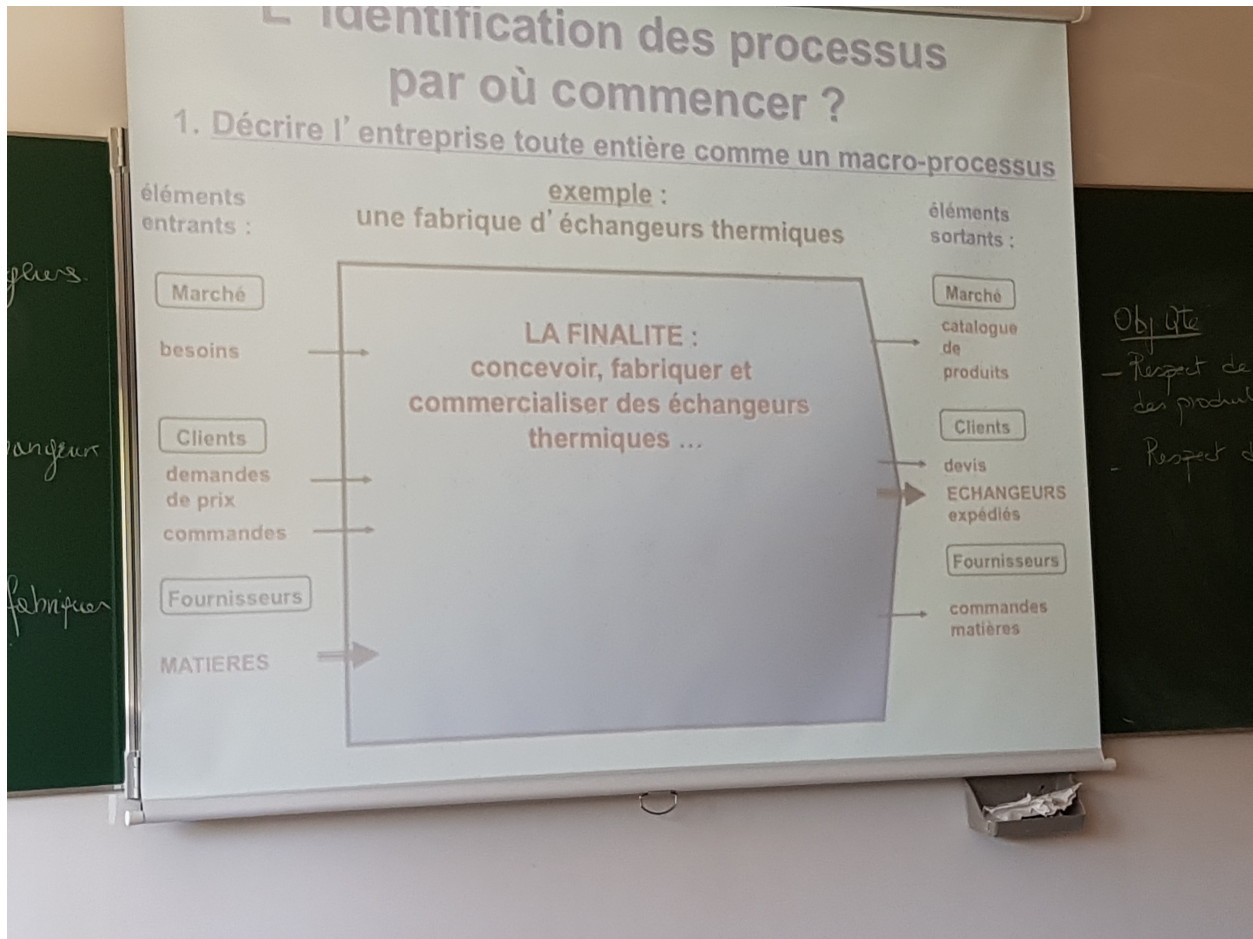 L'identification des processus
par où commencer ?
1. Décrire l'entreprise toute entière comme un macro-processus
éléments
entrants :
exemple :
une fabrique d'échangeurs thermiques
éléments
sortants :
Marché
besoins
Clients
demandes
de prix
commandes
Fournisseurs
MATIERES
LA FINALITE :
concevoir, fabriquer et
commercialiser des échangeurs
thermiques ...
Marché
catalogue
de
produits
Clients
devis
ECHANGEURS
expédiés
Fournisseurs
commandes
matières
fabriquer
Obj Qté
- Respect de
des produit
- Respect d